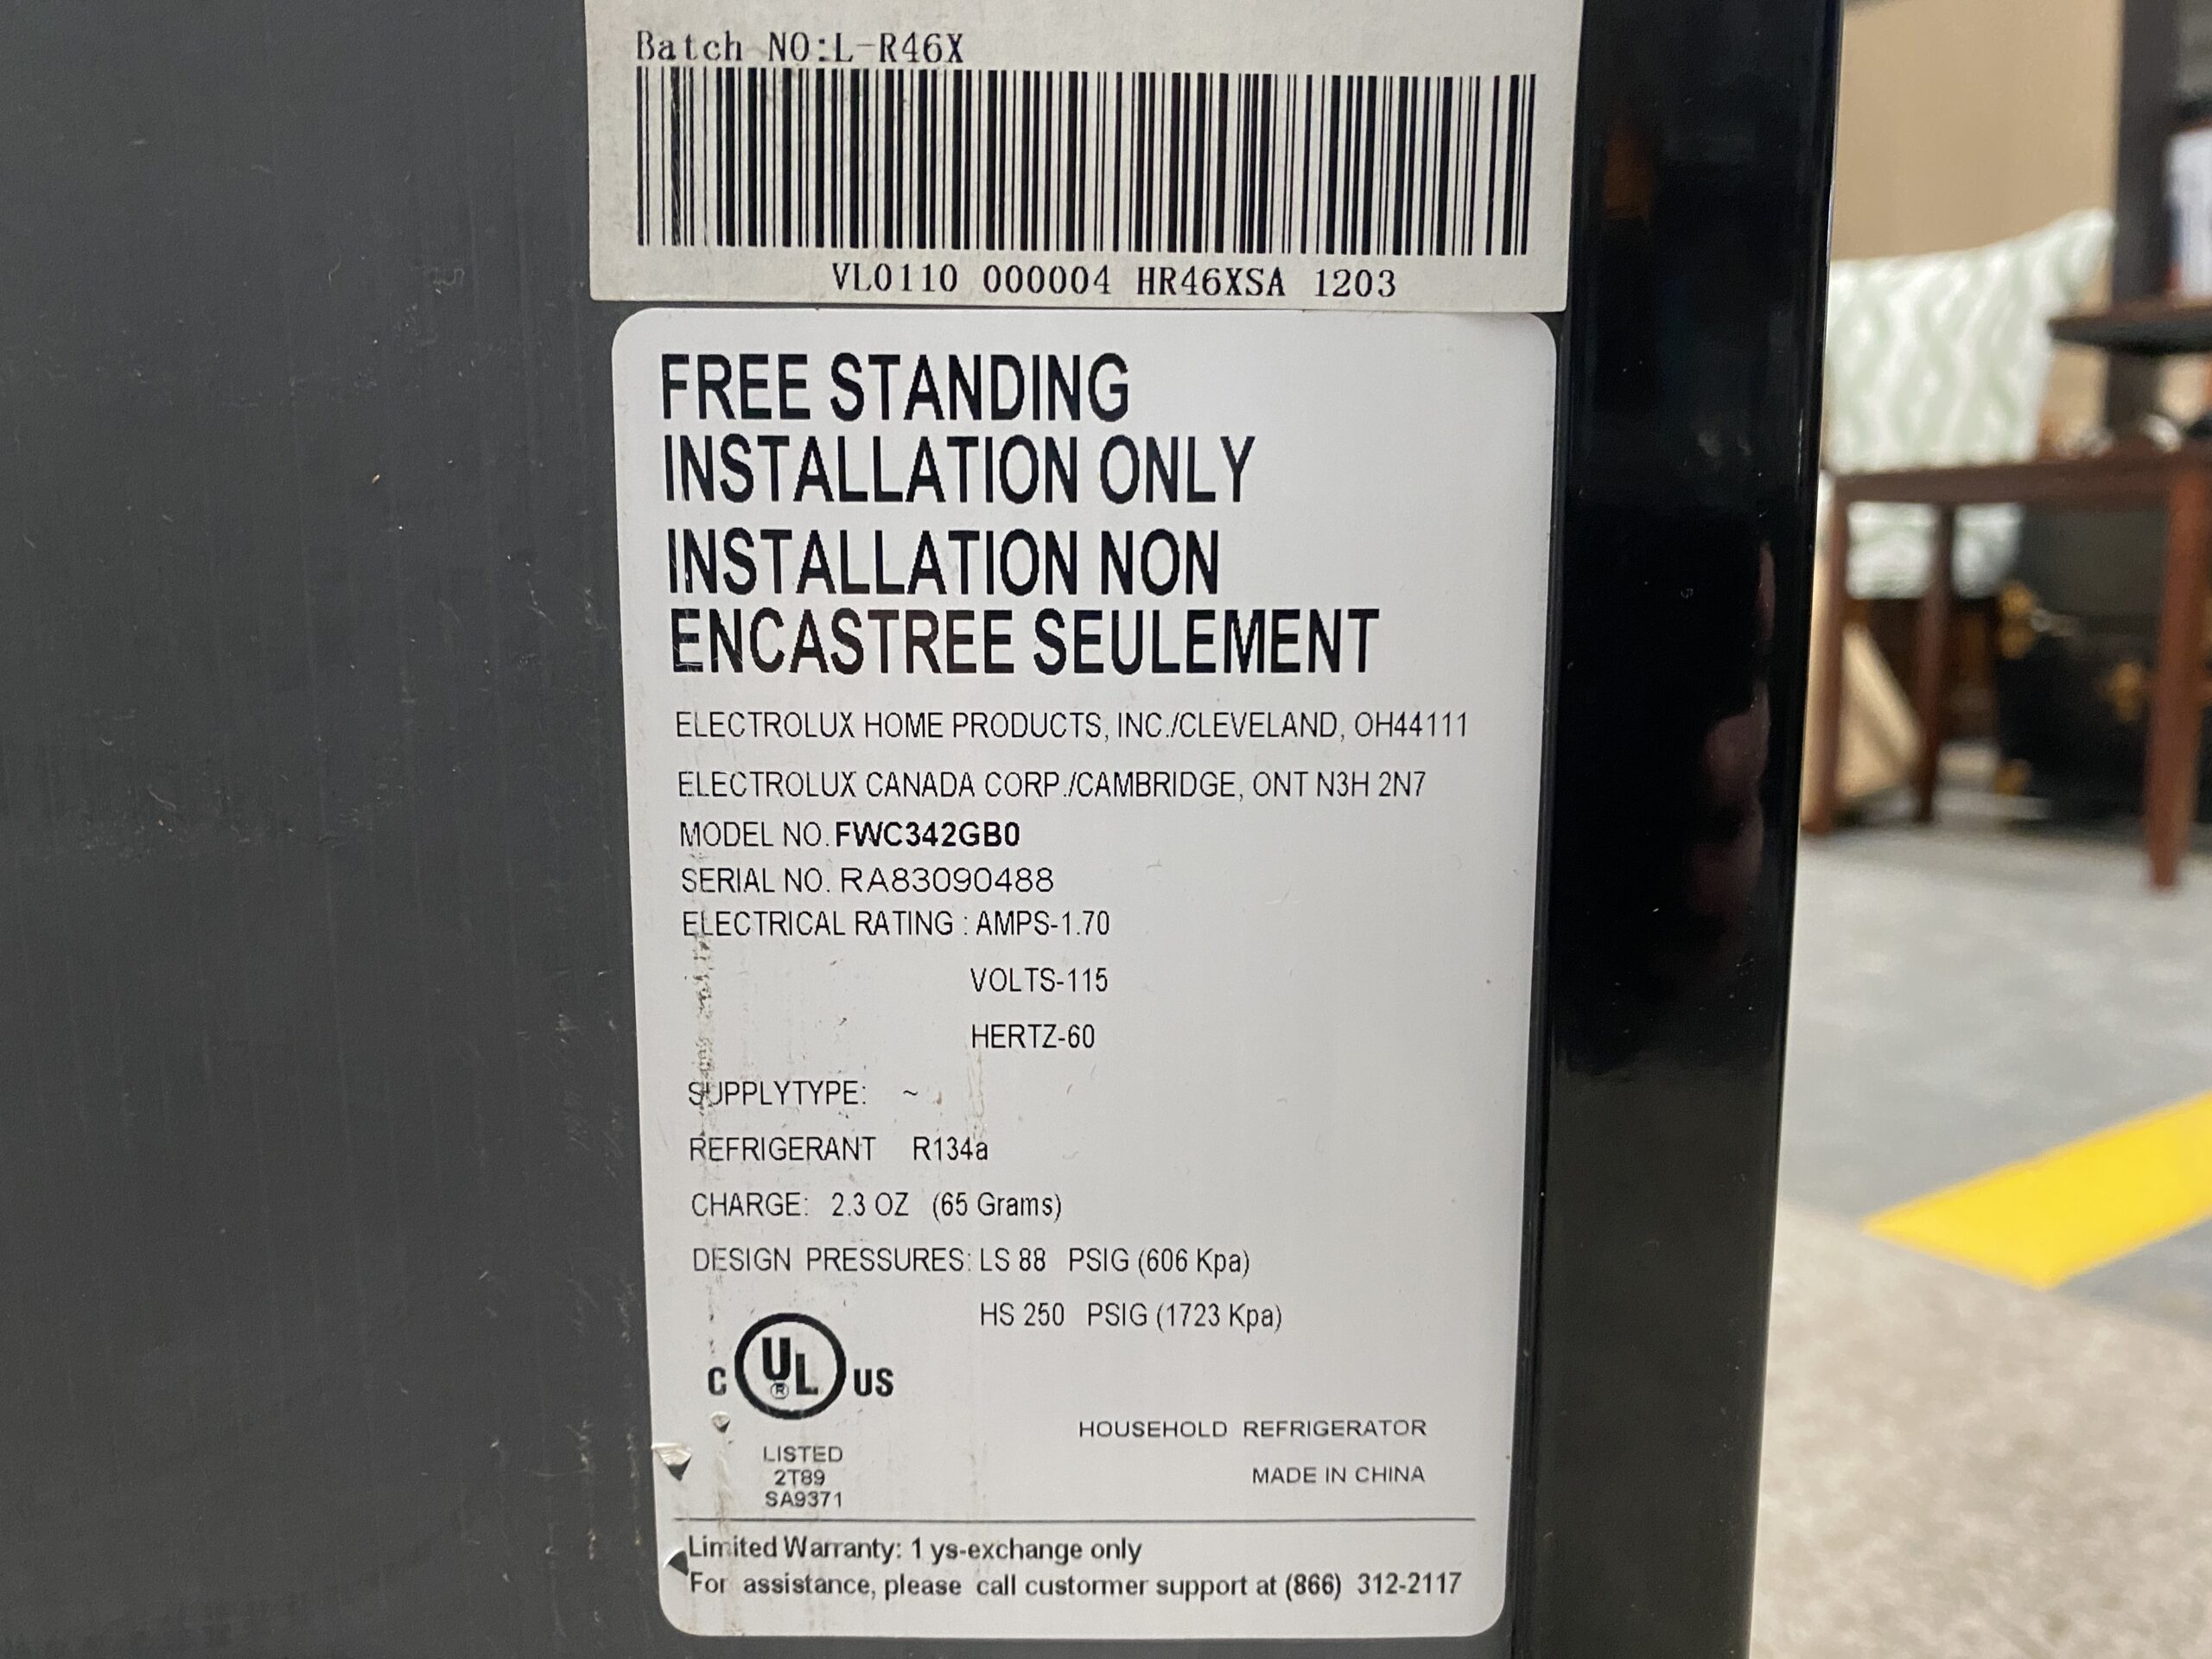 Batch NO:L-R46X
VL0110 000004 HR46XSA 1203
FREE STANDING
INSTALLATION ONLY
INSTALLATION NON
ENCASTREE SEULEMENT
ELECTROLUX HOME PRODUCTS, INC./CLEVELAND, OH44111
ELECTROLUX CANADA CORP./CAMBRIDGE, ONT N3H 2N7
MODEL NO. FWC342GB0
SERIAL NO. RA83090488
ELECTRICAL RATING : AMPS-1.70
VOLTS-115
HERTZ-60
SUPPLYTYPE: ~
REFRIGERANT R134a
CHARGE: 2.3 OZ (65 Grams)
DESIGN PRESSURES: LS 88 PSIG (606 Kpa)
HS 250 PSIG (1723 Kpa)
C UL® US
LISTED
2T89
SA9371
HOUSEHOLD REFRIGERATOR
MADE IN CHINA
Limited Warranty: 1 ys-exchange only
For assistance, please call custormer support at (866) 312-2117